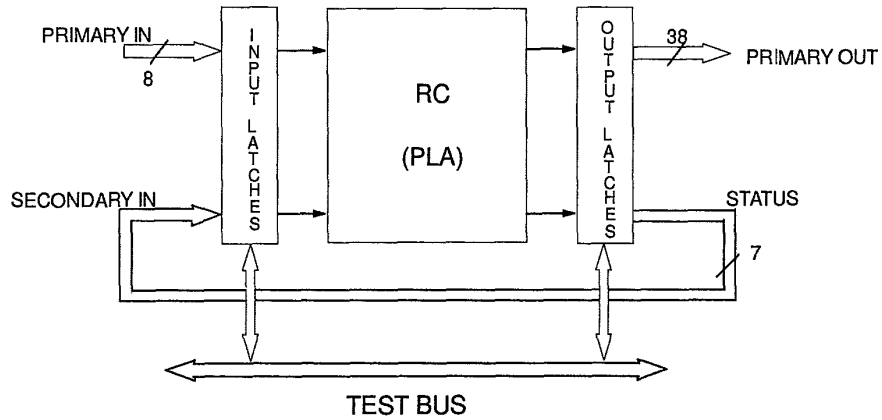 PRIMARY IN
8
INPUT LATCHES
RC
(PLA)
OUTPUT LATCHES
38
PRIMARY OUT
SECONDARY IN
STATUS
7
TEST BUS